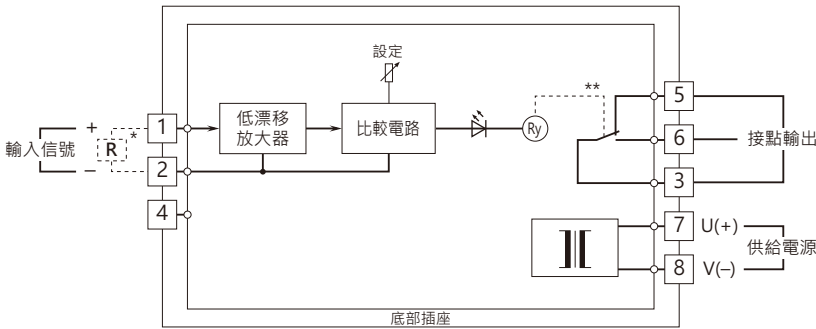 設定
**
1
+
*
低漂移
放大器
比較電路
Ry
5
輸入信號
R
6
接點輸出
–
2
3
4
7
U(+)
供給電源
8
V(–)
底部插座